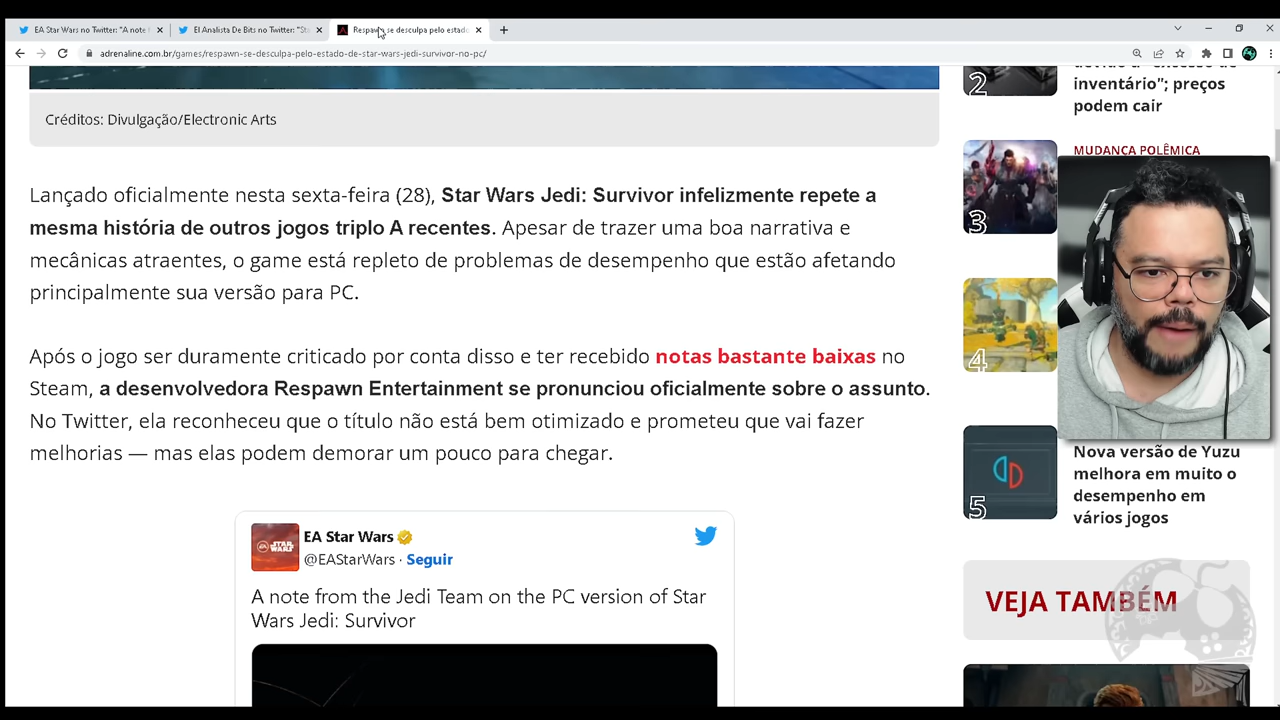 EA Star Wars no Twitter: "A note
El Analista De Bits no Twitter: "Sta
Respawn se desculpa pelo estado
adrenaline.com.br/games/respawn-se-desculpa-pelo-estado-de-star-wars-jedi-survivor-no-pc/
Créditos: Divulgação/Electronic Arts
Lançado oficialmente nesta sexta-feira (28), Star Wars Jedi: Survivor infelizmente repete a
mesma história de outros jogos triplo A recentes. Apesar de trazer uma boa narrativa e
mecânicas atraentes, o game está repleto de problemas de desempenho que estão afetando
principalmente sua versão para PC.
Após o jogo ser duramente criticado por conta disso e ter recebido notas bastante baixas no
Steam, a desenvolvedora Respawn Entertainment se pronunciou oficialmente sobre o assunto.
No Twitter, ela reconheceu que o título não está bem otimizado e prometeu que vai fazer
melhorias — mas elas podem demorar um pouco para chegar.
EA Star Wars
@EAStarWars · Seguir
A note from the Jedi Team on the PC version of Star
Wars Jedi: Survivor
2
inventário"; preços
podem cair
3
MUDANÇA POLÊMICA
4
5
Nova versão de Yuzu
melhora em muito o
desempenho em
vários jogos
VEJA TAMBÉM